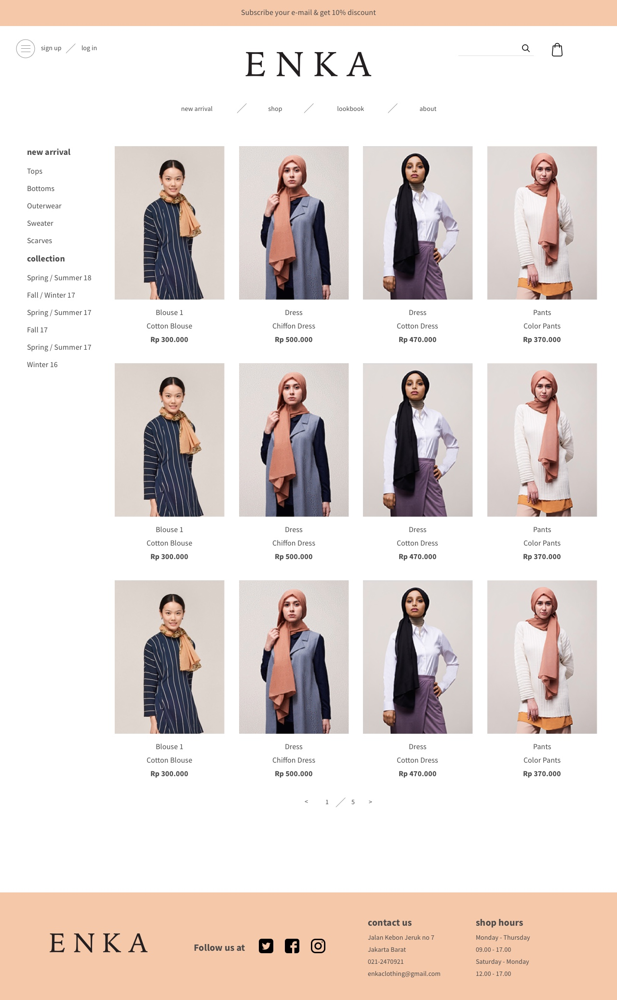 Subscribe your e-mail & get 10% discount
sign up / log in
ENKA
new arrival / shop / lookbook / about
new arrival
Tops
Bottoms
Outerwear
Sweater
Scarves
collection
Spring / Summer 18
Fall / Winter 17
Spring / Summer 17
Fall 17
Spring / Summer 17
Winter 16
Blouse 1
Cotton Blouse
Rp 300.000
Dress
Chiffon Dress
Rp 500.000
Dress
Cotton Dress
Rp 470.000
Pants
Color Pants
Rp 370.000
Blouse 1
Cotton Blouse
Rp 300.000
Dress
Chiffon Dress
Rp 500.000
Dress
Cotton Dress
Rp 470.000
Pants
Color Pants
Rp 370.000
Blouse 1
Cotton Blouse
Rp 300.000
Dress
Chiffon Dress
Rp 500.000
Dress
Cotton Dress
Rp 470.000
Pants
Color Pants
Rp 370.000
< 1 / 5 >
ENKA
Follow us at
contact us
Jalan Kebon Jeruk no 7
Jakarta Barat
021-2470921
enkaclothing@gmail.com
shop hours
Monday - Thursday
09.00 - 17.00
Saturday - Monday
12.00 - 17.00